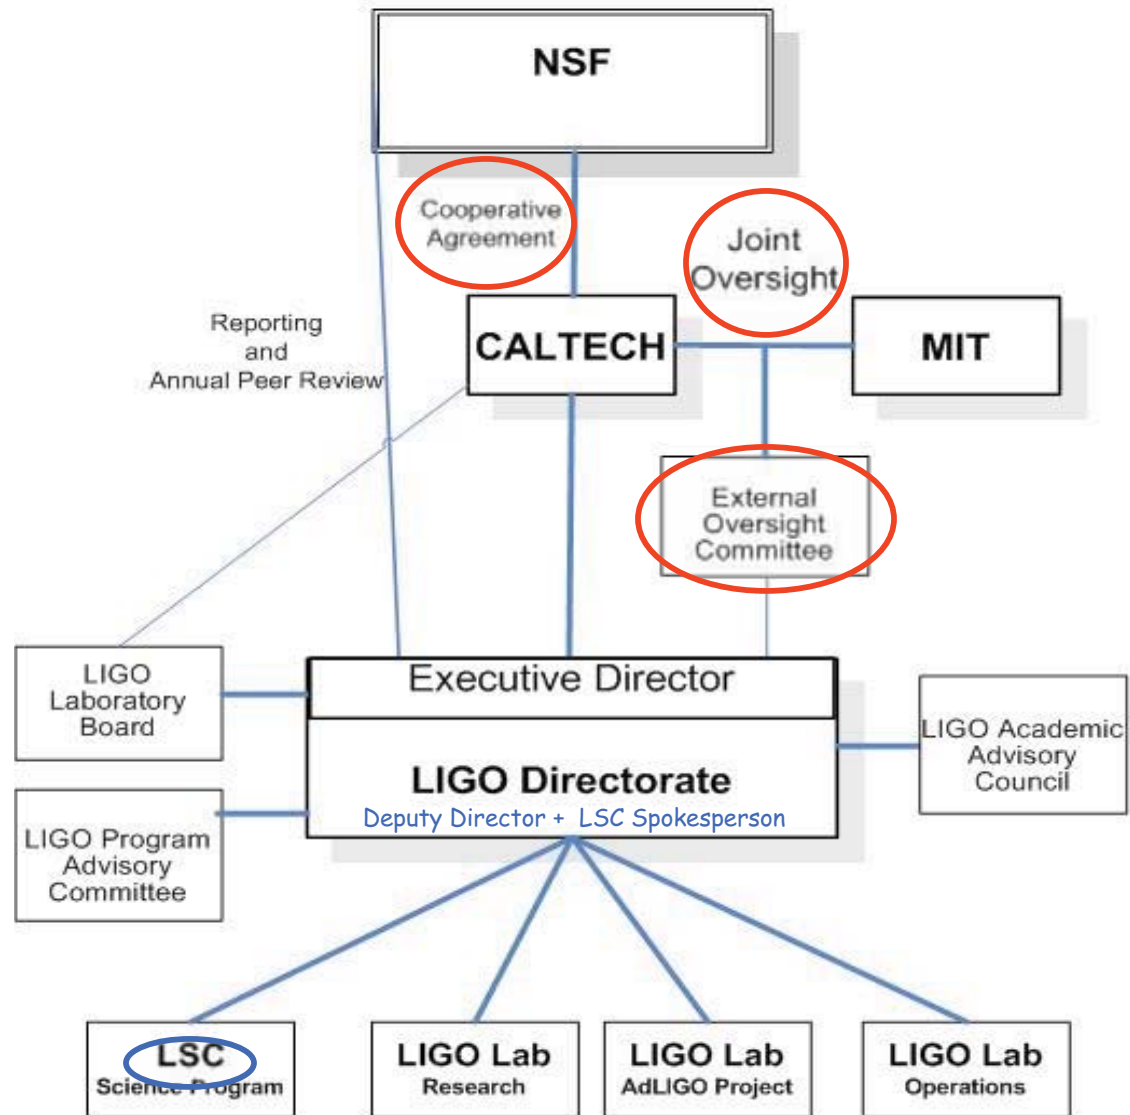 NSF
Cooperative
Agreement
Joint
Oversight
Reporting
and
Annual Peer Review
CALTECH
MIT
External
Oversight
Committee
LIGO
Laboratory
Board
Executive Director
LIGO Directorate
Deputy Director + LSC Spokesperson
LIGO Academic
Advisory
Council
LIGO Program
Advisory
Committee
LSC
Science Program
LIGO Lab
Research
LIGO Lab
AdLIGO Project
LIGO Lab
Operations